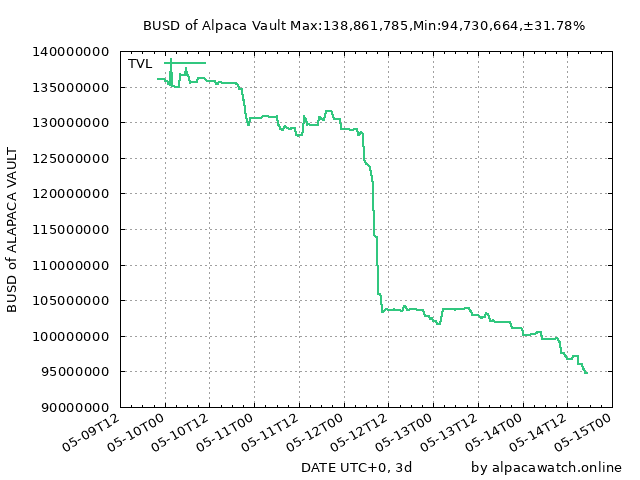 BUSD of Alpaca Vault Max:138,861,785,Min:94,730,664,±31.78%
TVL
140000000
135000000
130000000
125000000
120000000
115000000
110000000
105000000
100000000
95000000
90000000
BUSD of ALAPACA VAULT
05-09T12
05-10T00
05-10T12
05-11T00
05-11T12
05-12T00
05-12T12
05-13T00
05-13T12
05-14T00
05-14T12
05-15T00
DATE UTC+0, 3d
by alpacawatch.online